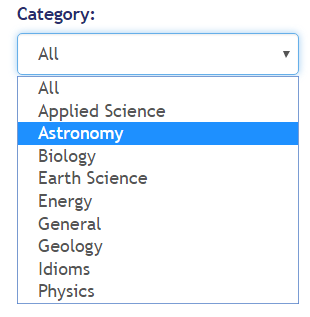 Category:
All
All
Applied Science
Astronomy
Biology
Earth Science
Energy
General
Geology
Idioms
Physics